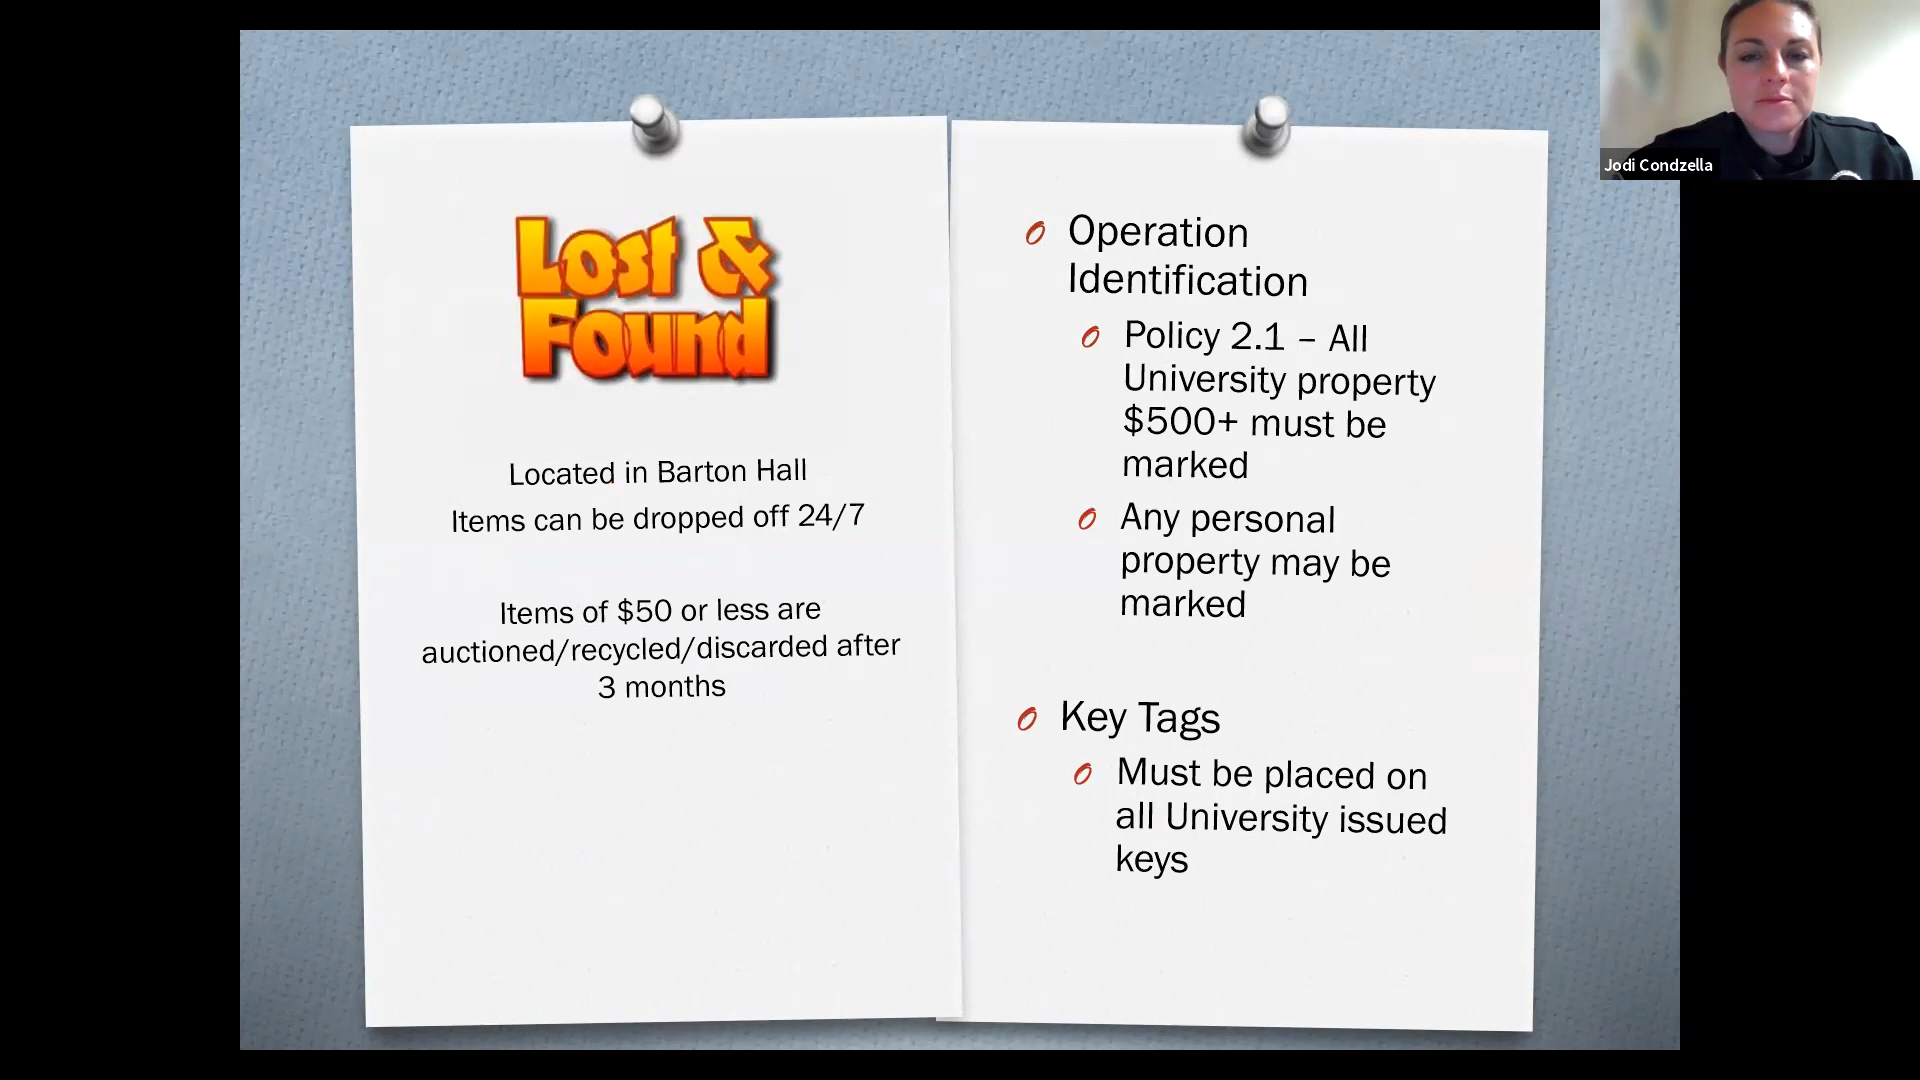 Lost &
Found
Located in Barton Hall
Items can be dropped off 24/7
Items of $50 or less are
auctioned/recycled/discarded after
3 months
Operation
Identification
Policy 2.1 – All
University property
$500+ must be
marked
Any personal
property may be
marked
Key Tags
Must be placed on
all University issued
keys
Jodi Condzella